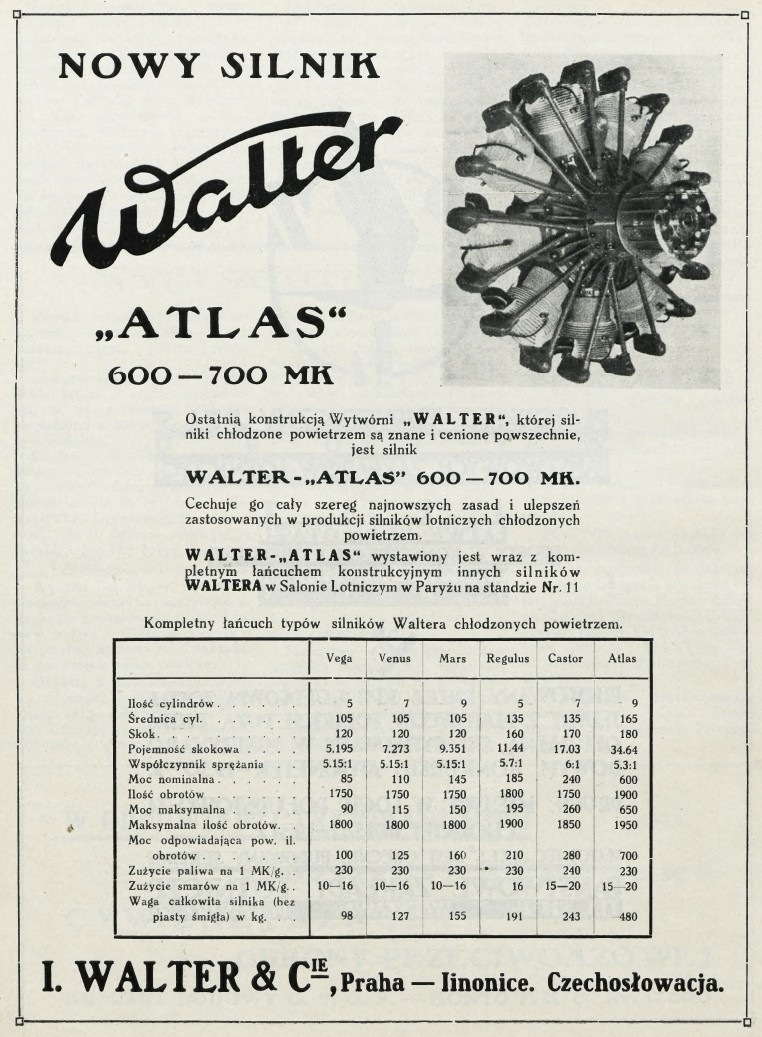 NOWY SILNIK
Walter
„ATLAS“
600 — 700 MK
Ostatnią konstrukcją Wytwórni „WALTER“, której sil-
niki chłodzone powietrzem są znane i cenione powszechnie,
jest silnik
WALTER-„ATLAS” 600 — 700 MK.
Cechuje go cały szereg najnowszych zasad i ulepszeń
zastosowanych w produkcji silników lotniczych chłodzonych
powietrzem.
WALTER-„ATLAS“ wystawiony jest wraz z kom-
pletnym łańcuchem konstrukcyjnym innych silników
WALTERA w Salonie Lotniczym w Paryżu na standzie Nr. 11
Kompletny łańcuch typów silników Waltera chłodzonych powietrzem.
Vega Venus Mars Regulus Castor Atlas
Ilość cylindrów . 5 7 9 5 7 9
Średnica cyl. . . . . . . . 105 105 105 135 135 165
Skok. . . . . . . . . . 120 120 120 160 170 180
Pojemność skokowa . . . . 5.195 7.273 9.351 11.44 17.03 34.64
Współczynnik sprężania . . . 5.15:1 5.15:1 5.15:1 5.7:1 6:1 5.3:1
Moc nominalna . . . . . . 85 110 145 185 240 600
Ilość obrotów . . . . . . 1750 1750 1750 1800 1750 1900
Moc maksymalna . . . . . 90 115 150 195 260 650
Maksymalna ilość obrotów. . 1800 1800 1800 1900 1850 1950
Moc odpowiadająca pow. il.
obrotów . . . . . . 100 125 160 210 280 700
Zużycie paliwa na 1 MK/g. . . 230 230 230 230 240 230
Zużycie smarów na 1 MK/g. . 10—16 10—16 10—16 16 15—20 15—20
Waga całkowita silnika (bez
piasty śmigła) w kg. . . 98 127 155 191 243 480
I. WALTER & CIE, Praha — Iinonice. Czechosłowacja.